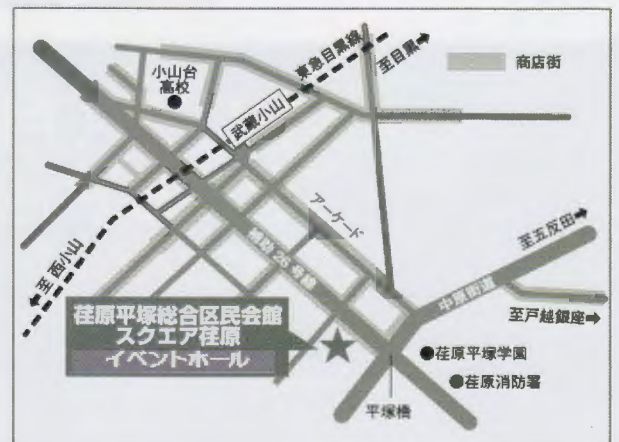 東急目黒線
至目黒
商店街
小山台
高校
武蔵小山
アーケード
至五反田
補助26号線
中原街道
至西小山
至戸越銀座
荏原平塚総合区民会館
スクエア荏原
イベントホール
荏原平塚学園
荏原消防署
平塚橋